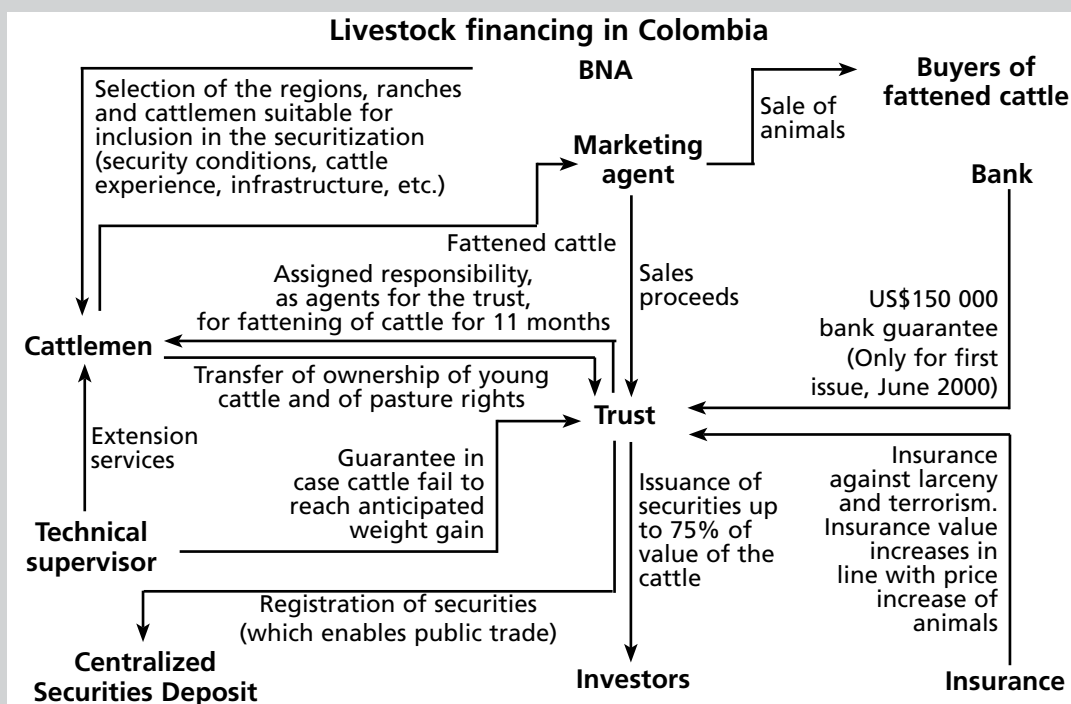 Livestock financing in Colombia
BNA
Selection of the regions, ranches
and cattlemen suitable for
inclusion in the securitization
(security conditions, cattle
experience, infrastructure, etc.)
Buyers of
fattened cattle
Sale of
animals
Marketing
agent
Bank
Fattened cattle
Assigned responsibility,
as agents for the trust,
for fattening of cattle for 11 months
Sales
proceeds
US$150 000
bank guarantee
(Only for first
issue, June 2000)
Cattlemen
Transfer of ownership of young
cattle and of pasture rights
Trust
Extension
services
Guarantee in
case cattle fail to
reach anticipated
weight gain
Issuance of
securities up
to 75% of
value of the
cattle
Insurance
against larceny
and terrorism.
Insurance value
increases in
line with price
increase of
animals
Technical
supervisor
Registration of securities
(which enables public trade)
Centralized
Securities Deposit
Investors
Insurance